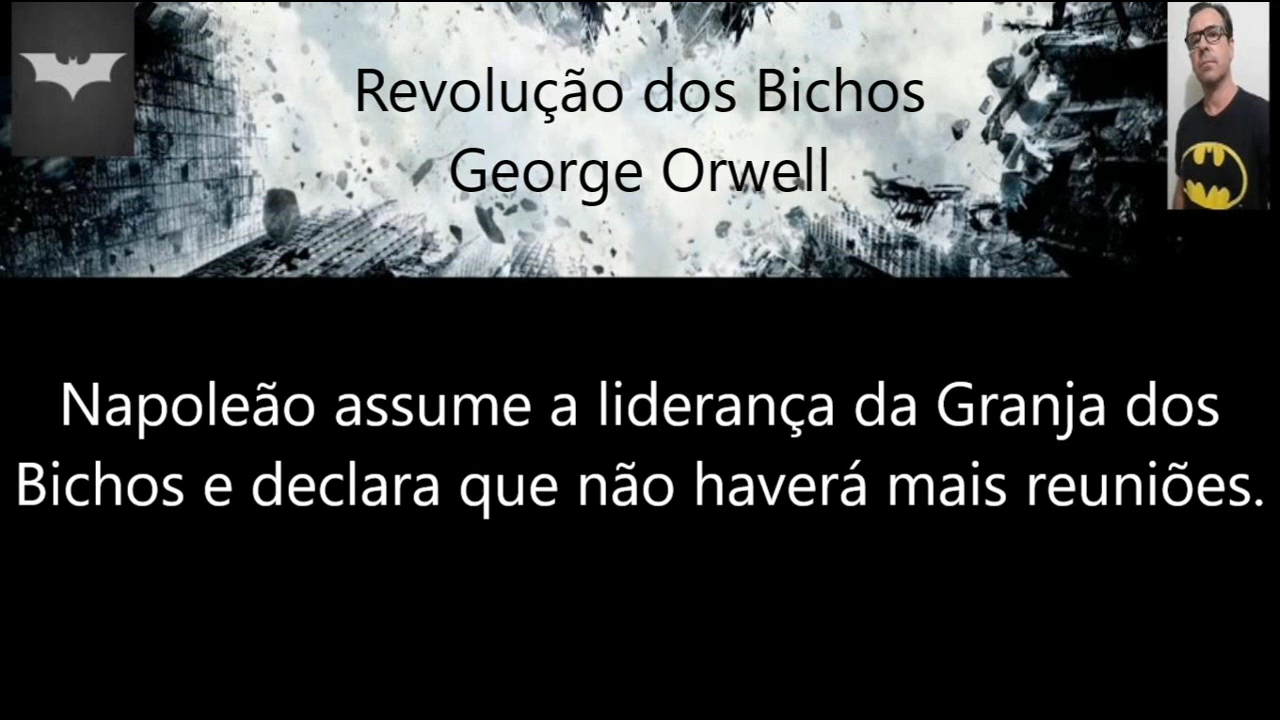 Revolução dos Bichos
George Orwell
Napoleão assume a liderança da Granja dos
Bichos e declara que não haverá mais reuniões.